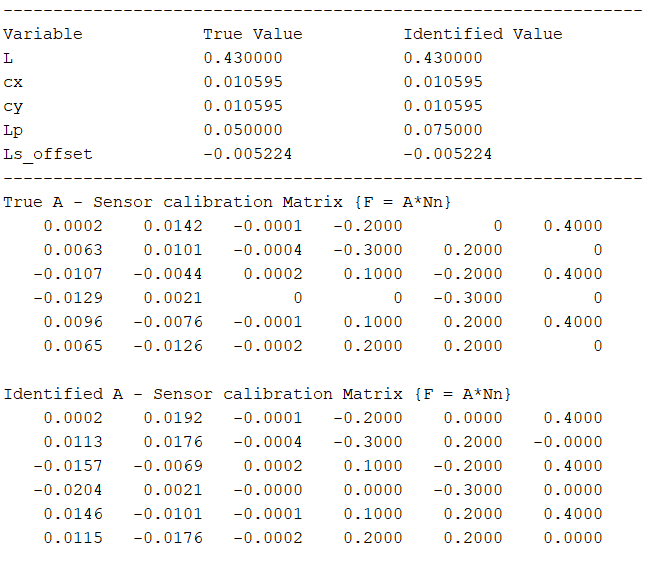 ----------------------------------------------------------------
Variable            True Value          Identified Value
L                   0.430000            0.430000
cx                  0.010595            0.010595
cy                  0.010595            0.010595
Lp                  0.050000            0.075000
Ls_offset           -0.005224           -0.005224
----------------------------------------------------------------
True A - Sensor calibration Matrix {F = A*Nn}
    0.0002    0.0142   -0.0001   -0.2000         0    0.4000
    0.0063    0.0101   -0.0004   -0.3000    0.2000         0
   -0.0107   -0.0044    0.0002    0.1000   -0.2000    0.4000
   -0.0129    0.0021         0         0   -0.3000         0
    0.0096   -0.0076   -0.0001    0.1000    0.2000    0.4000
    0.0065   -0.0126   -0.0002    0.2000    0.2000         0
Identified A - Sensor calibration Matrix {F = A*Nn}
    0.0002    0.0192   -0.0001   -0.2000    0.0000    0.4000
    0.0113    0.0176   -0.0004   -0.3000    0.2000   -0.0000
   -0.0157   -0.0069    0.0002    0.1000   -0.2000    0.4000
   -0.0204    0.0021   -0.0000    0.0000   -0.3000    0.0000
    0.0146   -0.0101   -0.0001    0.1000    0.2000    0.4000
    0.0115   -0.0176   -0.0002    0.2000    0.2000    0.0000